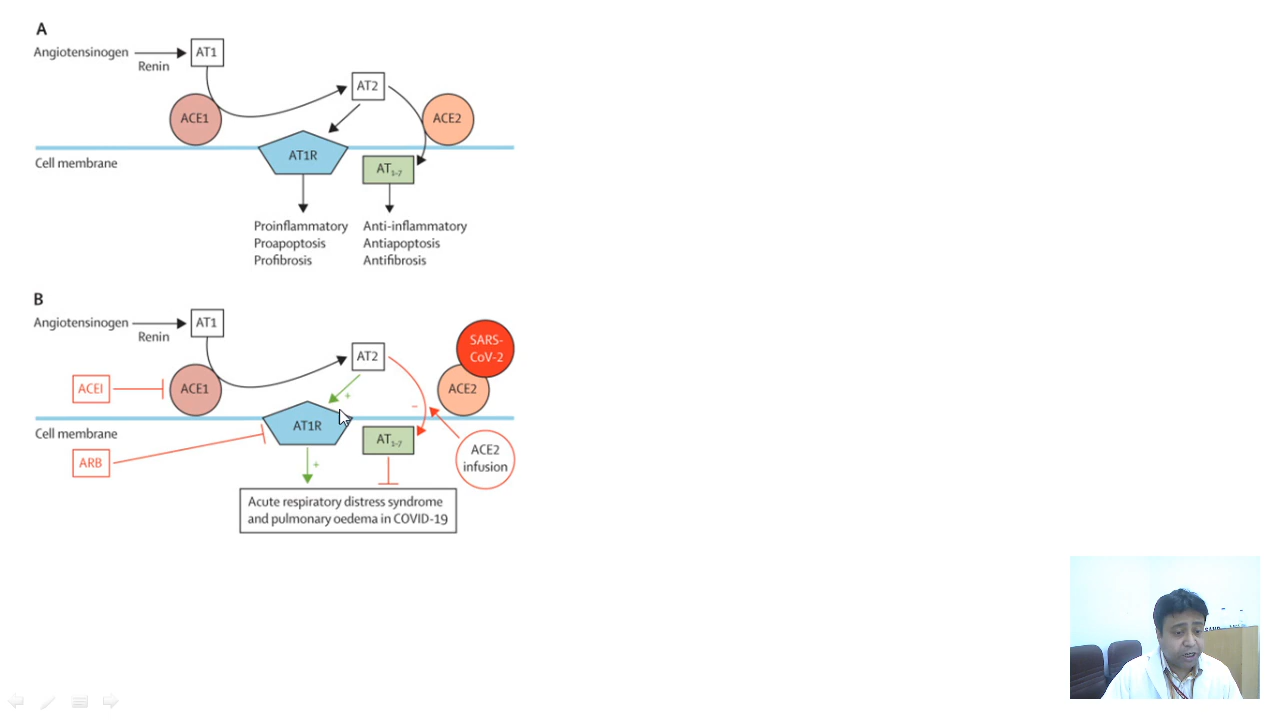 A
Angiotensinogen
Renin
AT1
AT2
ACE1
ACE2
Cell membrane
AT1R
AT1-7
Proinflammatory
Proapoptosis
Profibrosis
Anti-inflammatory
Antiapoptosis
Antifibrosis
B
Angiotensinogen
Renin
AT1
AT2
SARS-
CoV-2
ACEI
ACE1
ACE2
+
−
Cell membrane
AT1R
AT1-7
ARB
+
ACE2
infusion
Acute respiratory distress syndrome
and pulmonary oedema in COVID-19